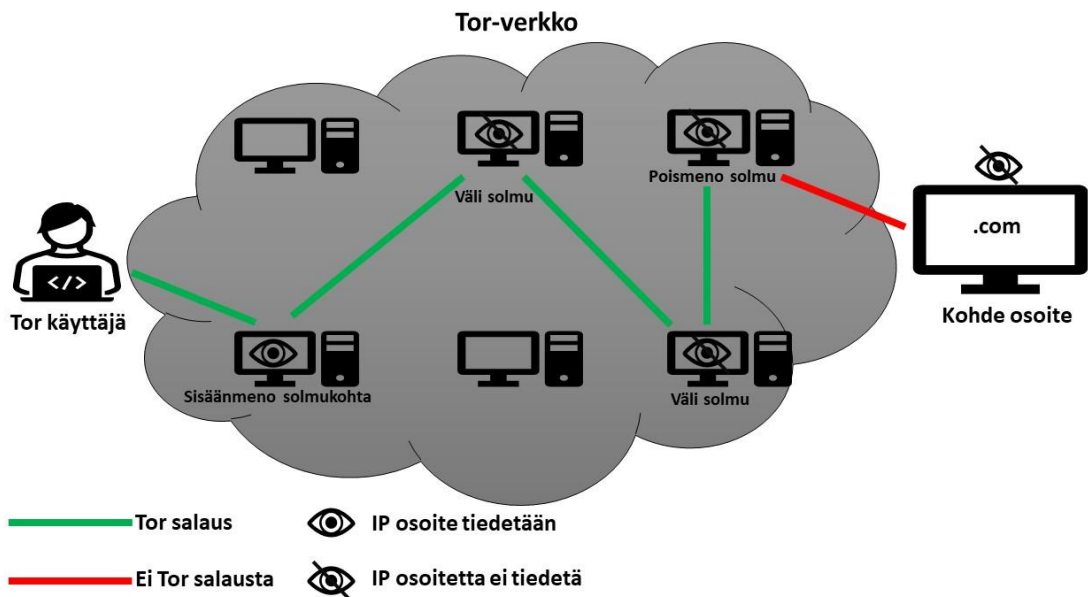 Tor-verkko
Väli solmu
Poismeno solmu
.com
</>
Tor käyttäjä
Kohde osoite
Sisäänmeno solmukohta
Väli solmu
Tor salaus
IP osoite tiedetään
Ei Tor salausta
IP osoitetta ei tiedetä